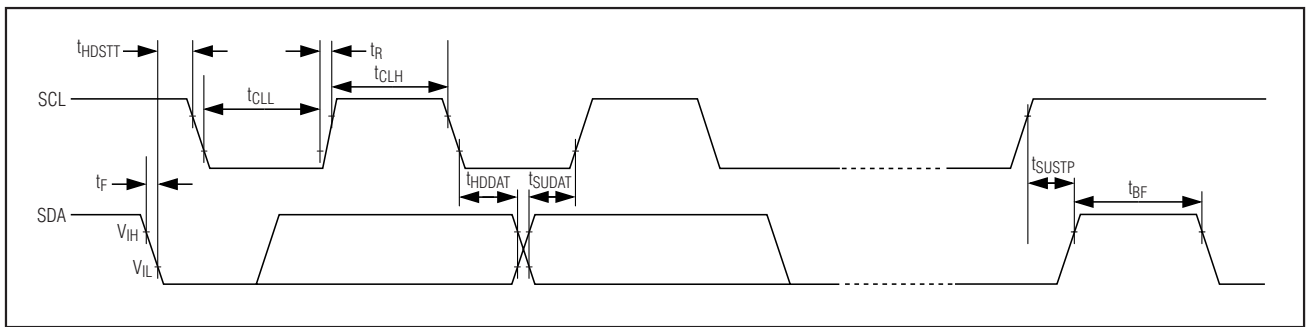 tHDSTT
tR
tCLH
SCL
tCLL
tHDDAT
tSUDAT
tSUSTP
tF
tBF
SDA
VIH
VIL